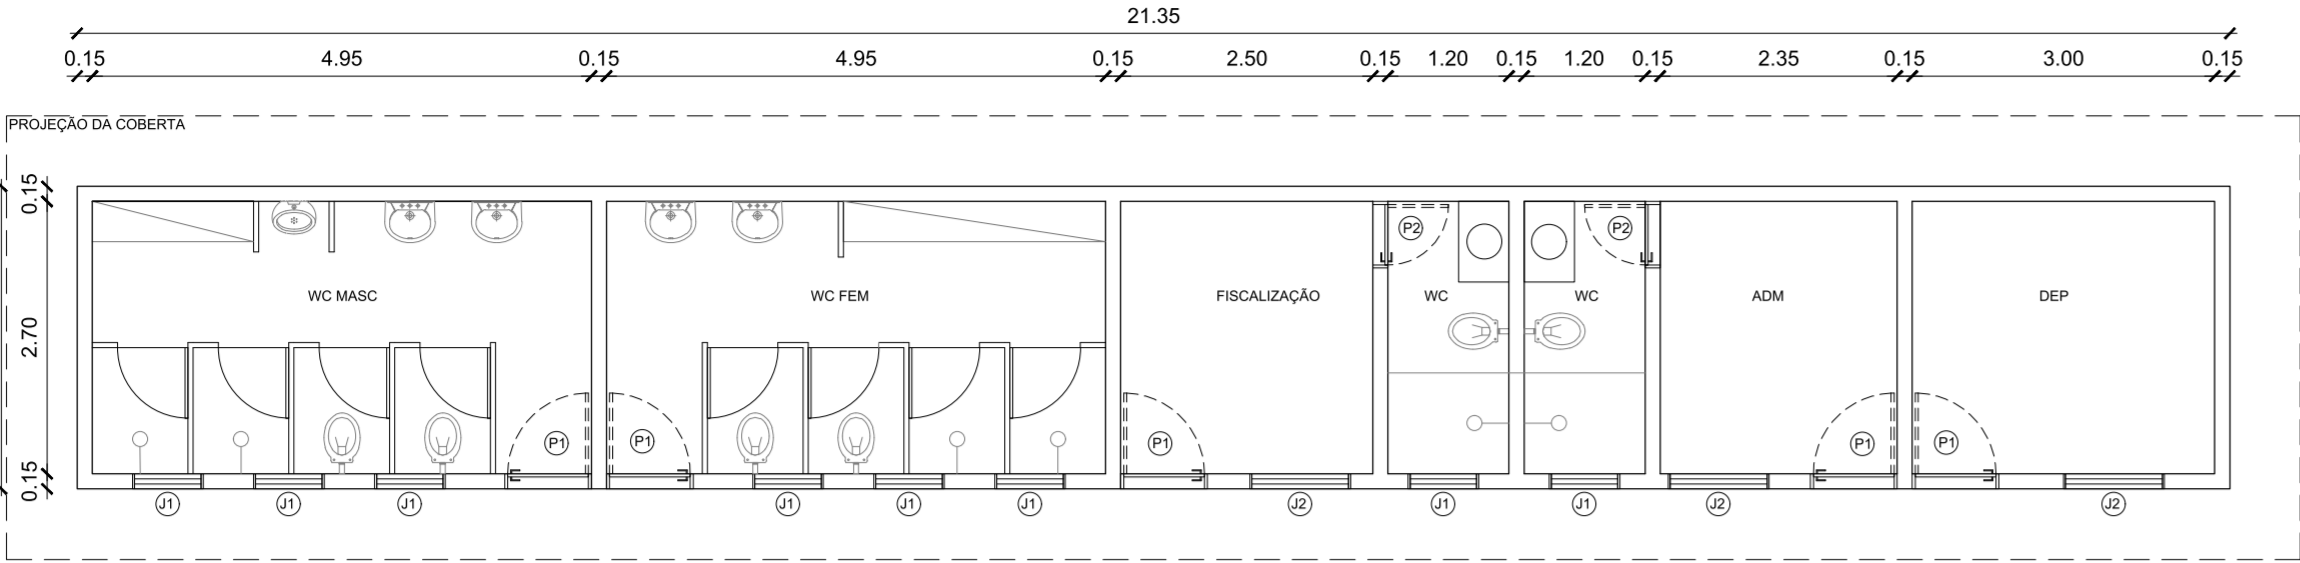 21.35
0.15 4.95 0.15 4.95 0.15 2.50 0.15 1.20 0.15 1.20 0.15 2.35 0.15 3.00 0.15
PROJEÇÃO DA COBERTA
0.15
P2 P2
WC MASC WC FEM FISCALIZAÇÃO WC WC ADM DEP
2.70
P1 P1 P1 P1 P1
0.15
J1 J1 J1 J1 J1 J1 J2 J1 J1 J2 J2